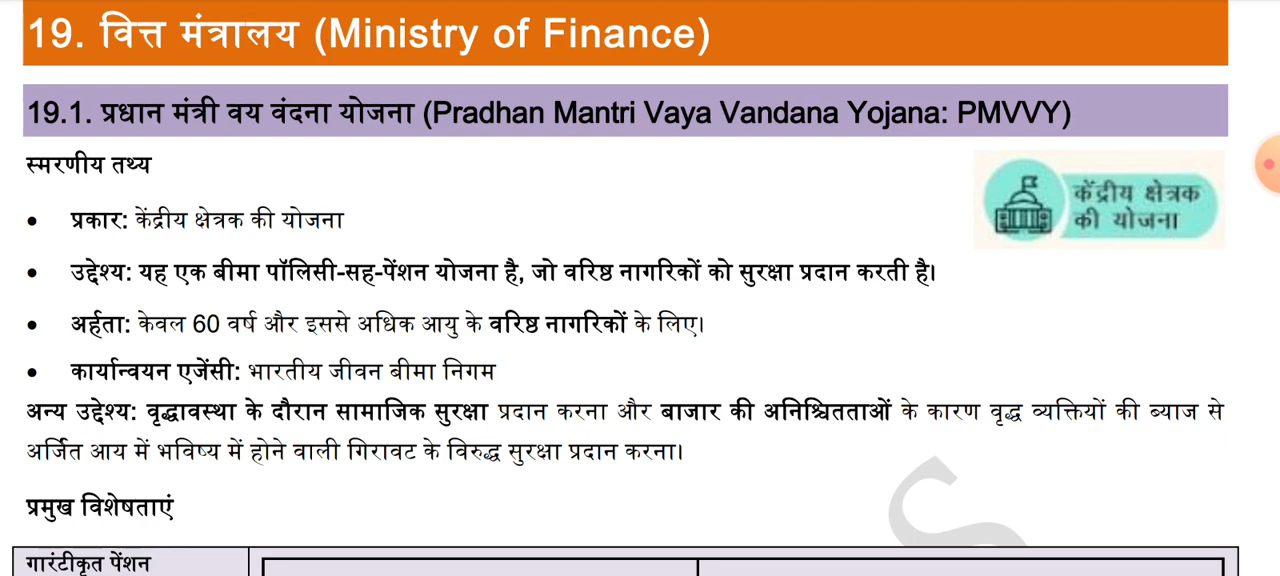 19. वित्त मंत्रालय (Ministry of Finance)
19.1. प्रधान मंत्री वय वंदना योजना (Pradhan Mantri Vaya Vandana Yojana: PMVVY)
स्मरणीय तथ्य
केंद्रीय क्षेत्रक
की योजना
• प्रकार: केंद्रीय क्षेत्रक की योजना
• उद्देश्य: यह एक बीमा पॉलिसी-सह-पेंशन योजना है, जो वरिष्ठ नागरिकों को सुरक्षा प्रदान करती है।
• अर्हता: केवल 60 वर्ष और इससे अधिक आयु के वरिष्ठ नागरिकों के लिए।
• कार्यान्वयन एजेंसी: भारतीय जीवन बीमा निगम
अन्य उद्देश्य: वृद्धावस्था के दौरान सामाजिक सुरक्षा प्रदान करना और बाजार की अनिश्चितताओं के कारण वृद्ध व्यक्तियों की ब्याज से
अर्जित आय में भविष्य में होने वाली गिरावट के विरुद्ध सुरक्षा प्रदान करना।
प्रमुख विशेषताएं
गारंटीकृत पेंशन